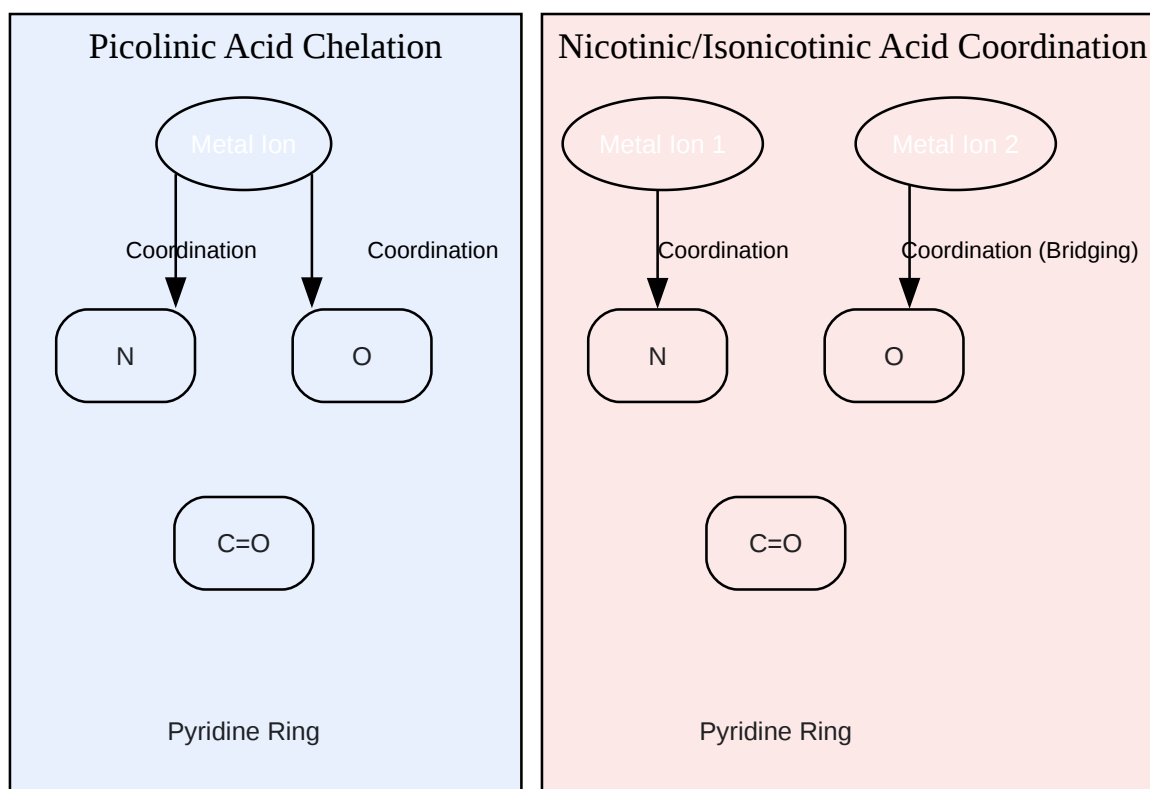 Picolinic Acid Chelation
Metal Ion
Coordination
Coordination
N
O
C=O
Pyridine Ring
Nicotinic/Isonicotinic Acid Coordination
Metal Ion 1
Metal Ion 2
Coordination
Coordination (Bridging)
N
O
C=O
Pyridine Ring